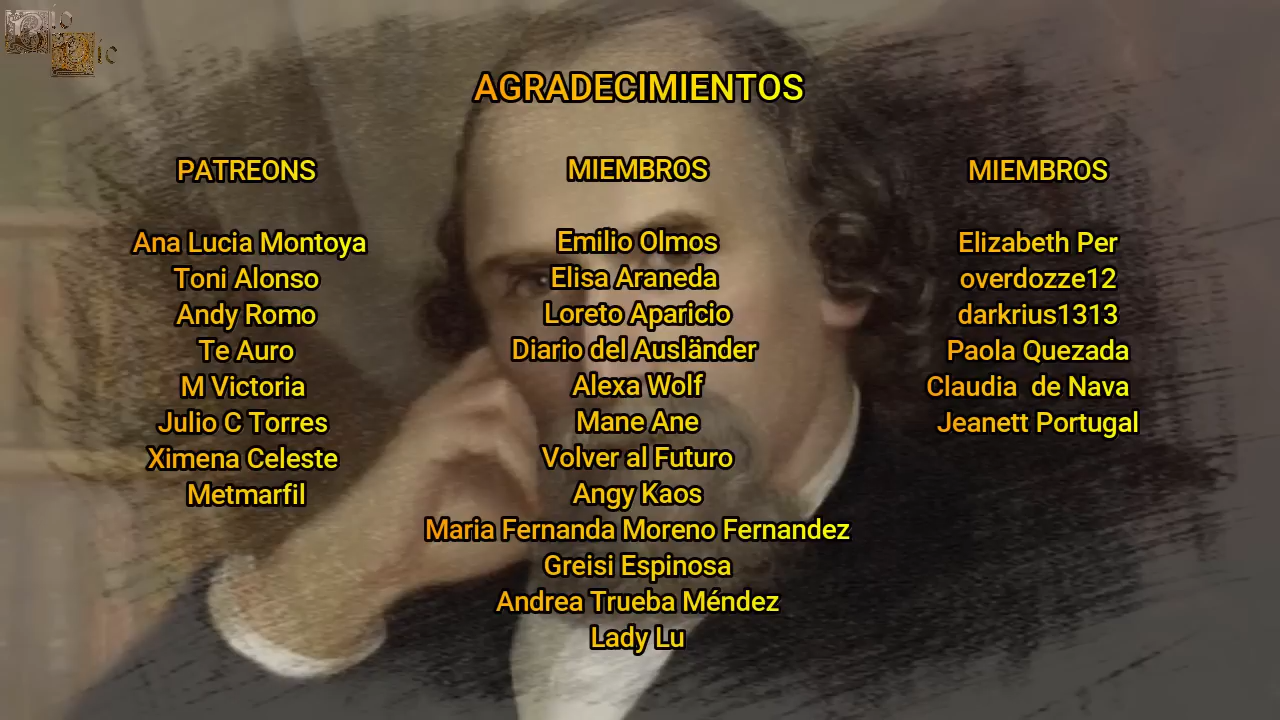 Bio
Pic
AGRADECIMIENTOS
PATREONS
Ana Lucia Montoya
Toni Alonso
Andy Romo
Te Auro
M Victoria
Julio C Torres
Ximena Celeste
Metmarfil
MIEMBROS
Emilio Olmos
Elisa Araneda
Loreto Aparicio
Diario del Ausländer
Alexa Wolf
Mane Ane
Volver al Futuro
Angy Kaos
Maria Fernanda Moreno Fernandez
Greisi Espinosa
Andrea Trueba Méndez
Lady Lu
MIEMBROS
Elizabeth Per
overdozze12
darkrius1313
Paola Quezada
Claudia de Nava
Jeanett Portugal